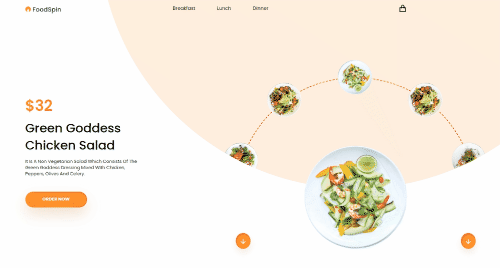 FoodSpin
Breakfast
Lunch
Dinner
$32
Green Goddess
Chicken Salad
It Is A Non Vegetarian Salad Which Consists Of The
Green Goddess Dressing Mixed With Chicken,
Peppers, Olives And Celery.
ORDER NOW